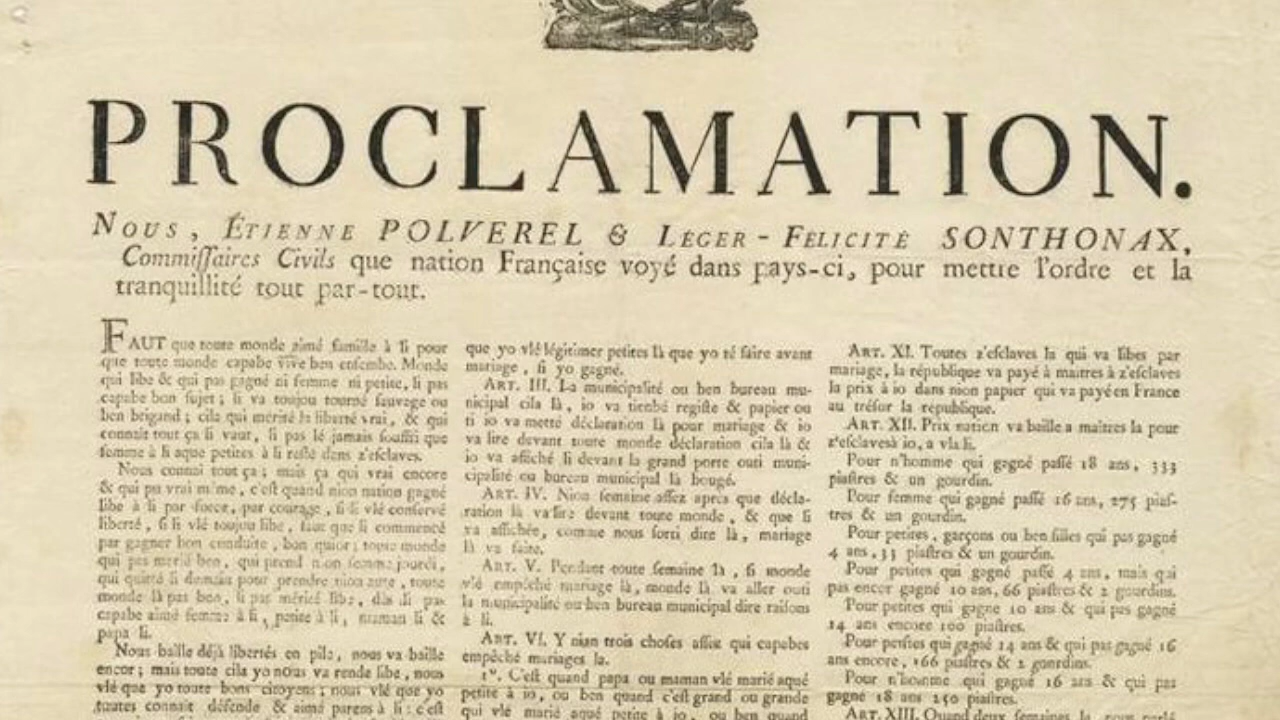 PROCLAMATION.
Nous, Étienne POLVEREL & Léger-Félicité SONTHONAX,
Commiſſaires Civils que nation Françaiſe voyé dans pays-ci, pour mettre l'ordre et la
tranquillité tout par-tout.
FAUT que toute monde aimé famille à li pour
que toute monde capabe vive ben enſembe. Monde
qui libe & qui pas gagné ni femme ni petite, li pas
capabe bon ſujet; li va toujou tourné ſauvage ou
ben brigand; cila qui mérité la liberté vrai, & qui
connait tout ça li vaut, li pas lé jamais ſouffri que
femme à li aque petites à li reſté dans z'eſclaves.
Nous connai tout ça; mais ça qui vrai encore
& qui pu vrai même, c'eſt quand nion nation gagné
libe à li par force, par courage, ſi li vlé conſervé
liberté, ſi li vlé toujou libe, faut que li commencé
par gagner bon conduite, bon quior; toute monde
qui pas marié ben, qui prend nion femme jourdi,
qui quitté li demain pour prendre nion autre, toute
monde là pas bon, li pas mérité libe, li pas
capabe aimé femme à li, petite à li, maman li &
papa li.
Nous baille déjà libertés en pile, nous va baille
encor; mais toute cila yo nous va rende libe, nous
vlé que yo toute bons citoyens; nous vlé que yo
toutes connait défende & aimé parens à li: c'eſt
que yo vlé légitimer petites là que yo té faire avant
mariage, ſi yo gagné.
ART. III. La municipalité ou ben bureau mu-
nicipal cila là, io va tienbé regiſte & papier ou
ti io va metté déclaration là pour mariage & io
va lire devant toute monde déclaration cila là &
io va affiché li devant la grand porte outi muni-
cipalité ou bureau municipal là bougé.
ART. IV. Nion ſemaine aſſez après que décla-
ration là va lire devant toute monde, & que li
va affichée, comme nous ſorti dire là, mariage
là va faite.
ART. V. Pendant toute ſemaine là, ſi monde
vlé empêché mariage là, monde là va aller outi
la municipalité ou ben bureau municipal dire raiſons
à li.
ART. VI. Y nian trois choſes aſſez qui capabes
empêché mariages la.
1°. C'eſt quand papa ou maman vlé marié aqué
petite à io, ou ben quand c'eſt grand ou grande
qui vlé marié aqué petite à io, ou ben quand
ART. XI. Toutes z'eſclaves la qui va libes par
mariage, la république va payé à maitres à z'eſclaves
la prix à io dans nion papier qui va payé en France
au tréſor la république.
ART. XII. Prix nation va baille a maitres la pour
z'eſclaves à io, a vla li.
Pour n'homme qui gagné paſſé 18 ans, 333
piaſtres & un gourdin.
Pour femme qui gagné paſſé 16 ans, 275 piaſ-
tres & un gourdin.
Pour petites, garçons ou ben filles qui pas gagné
4 ans, 33 piaſtres & un gourdin.
Pour petites qui gagné paſſé 4 ans, mais qui
pas encor gagné 10 ans, 66 piaſtres & 2 gourdins.
Pour petites qui gagne 10 ans & qui pas gagné
14 ans encore 100 piaſtres.
Pour petites qui gagné 14 ans & qui pas gagné 16
ans encore, 166 piaſtres & 2 gourdins.
Pour n'homme qui gagné 16 ans & qui pas
gagné 18 ans 250 piaſtres.
ART. XIII. Quand deux ſemaines la